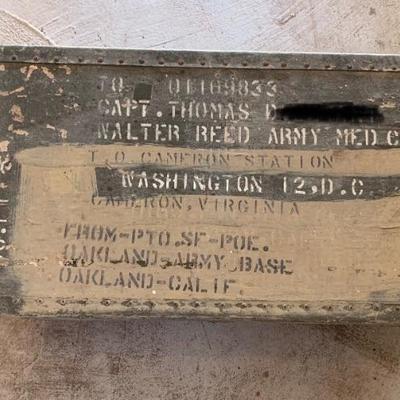 TO 01109833
CAPT. THOMAS D
WALTER REED ARMY MED. C
T.O. CAMERON STATION
WASHINGTON 12, D.C.
CAMERON, VIRGINIA
FROM-PTO. SF-POE.
OAKLAND-ARMY BASE
OAKLAND-CALIF